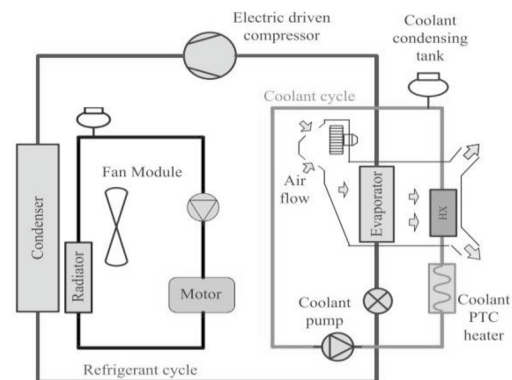 Electric driven
compressor
Coolant
condensing
tank
Coolant cycle
Fan Module
Air
flow
Evaporator
HX
Condenser
Radiator
Motor
Coolant
pump
Coolant
PTC
heater
Refrigerant cycle